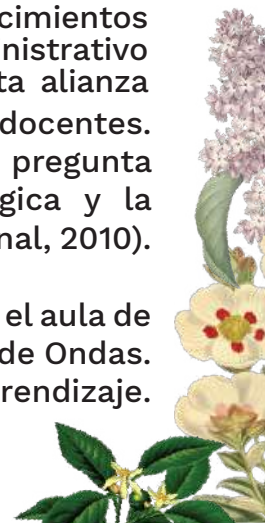 cimientos
nistrativo
ta alianza
docentes.
pregunta
gica y la
nal, 2010).
el aula de
de Ondas.
rendizaje.